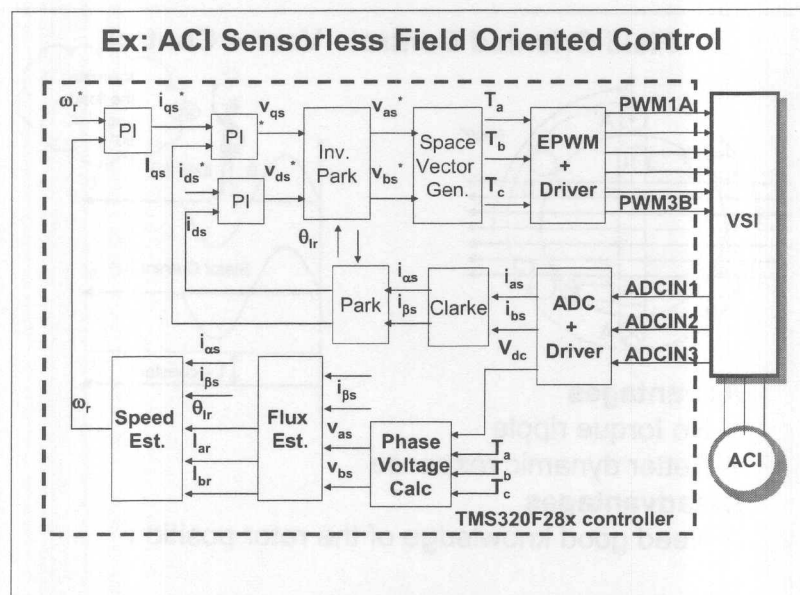 Ex: ACI Sensorless Field Oriented Control
ωr*
PI
iqs*
Iqs
PI
vqs*
ids*
ids
PI
vds*
Inv.
Park
vas*
vbs*
Space
Vector
Gen.
Ta
Tb
Tc
EPWM
+
Driver
PWM1A
PWM3B
VSI
θlr
Park
iαs
iβs
Clarke
ias
ibs
Vdc
ADC
+
Driver
ADCIN1
ADCIN2
ADCIN3
ωr
Speed
Est.
iαs
iβs
θlr
Iar
Ibr
Flux
Est.
iβs
vas
vbs
Phase
Voltage
Calc
Ta
Tb
Tc
ACI
TMS320F28x controller